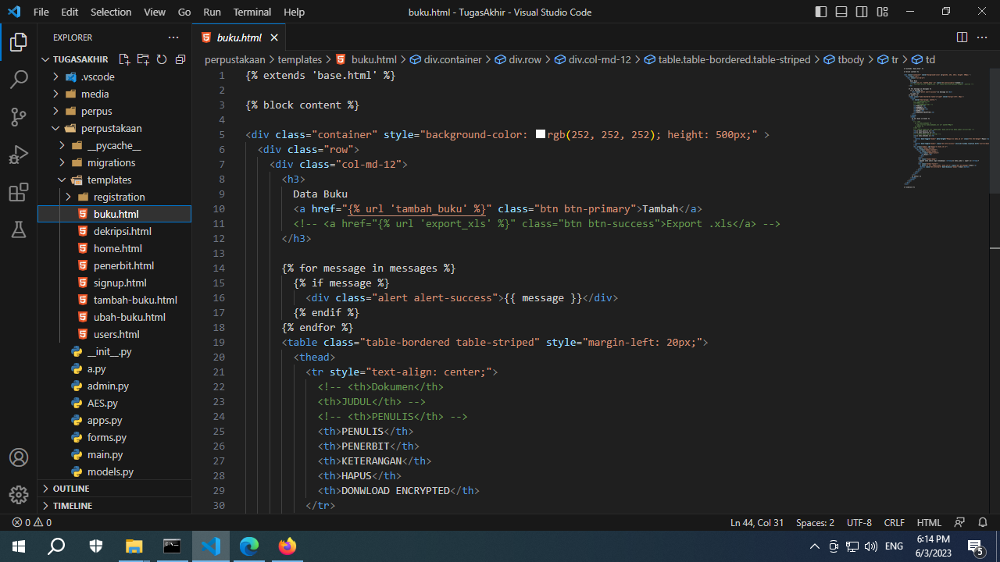 File Edit Selection View Go Run Terminal Help
buku.html - TugasAkhir - Visual Studio Code
EXPLORER
TUGASAKHIR
.vscode
media
perpus
perpustakaan
__pycache__
migrations
templates
registration
buku.html
dekripsi.html
home.html
penerbit.html
signup.html
tambah-buku.html
ubah-buku.html
users.html
__init__.py
a.py
admin.py
AES.py
apps.py
forms.py
main.py
models.py
OUTLINE
TIMELINE
buku.html
perpustakaan > templates > buku.html > div.container > div.row > div.col-md-12 > table.table-bordered.table-striped > tbody > tr > td
1 {% extends 'base.html' %}
2
3 {% block content %}
4
5 <div class="container" style="background-color: rgb(252, 252, 252); height: 500px;" >
6 <div class="row">
7 <div class="col-md-12">
8 <h3>
9 Data Buku
10 <a href="{% url 'tambah_buku' %}" class="btn btn-primary">Tambah</a>
11 <!-- <a href="{% url 'export_xls' %}" class="btn btn-success">Export .xls</a> -->
12 </h3>
13
14 {% for message in messages %}
15 {% if message %}
16 <div class="alert alert-success">{{ message }}</div>
17 {% endif %}
18 {% endfor %}
19 <table class="table-bordered table-striped" style="margin-left: 20px;">
20 <thead>
21 <tr style="text-align: center;">
22 <!-- <th>Dokumen</th>
23 <th>JUDUL</th> -->
24 <!-- <th>PENULIS</th> -->
25 <th>PENULIS</th>
26 <th>PENERBIT</th>
27 <th>KETERANGAN</th>
28 <th>HAPUS</th>
29 <th>DONWLOAD ENCRYPTED</th>
30 </tr>
0 0
Ln 44, Col 31 Spaces: 2 UTF-8 CRLF HTML
ENG
6:14 PM
6/3/2023
5